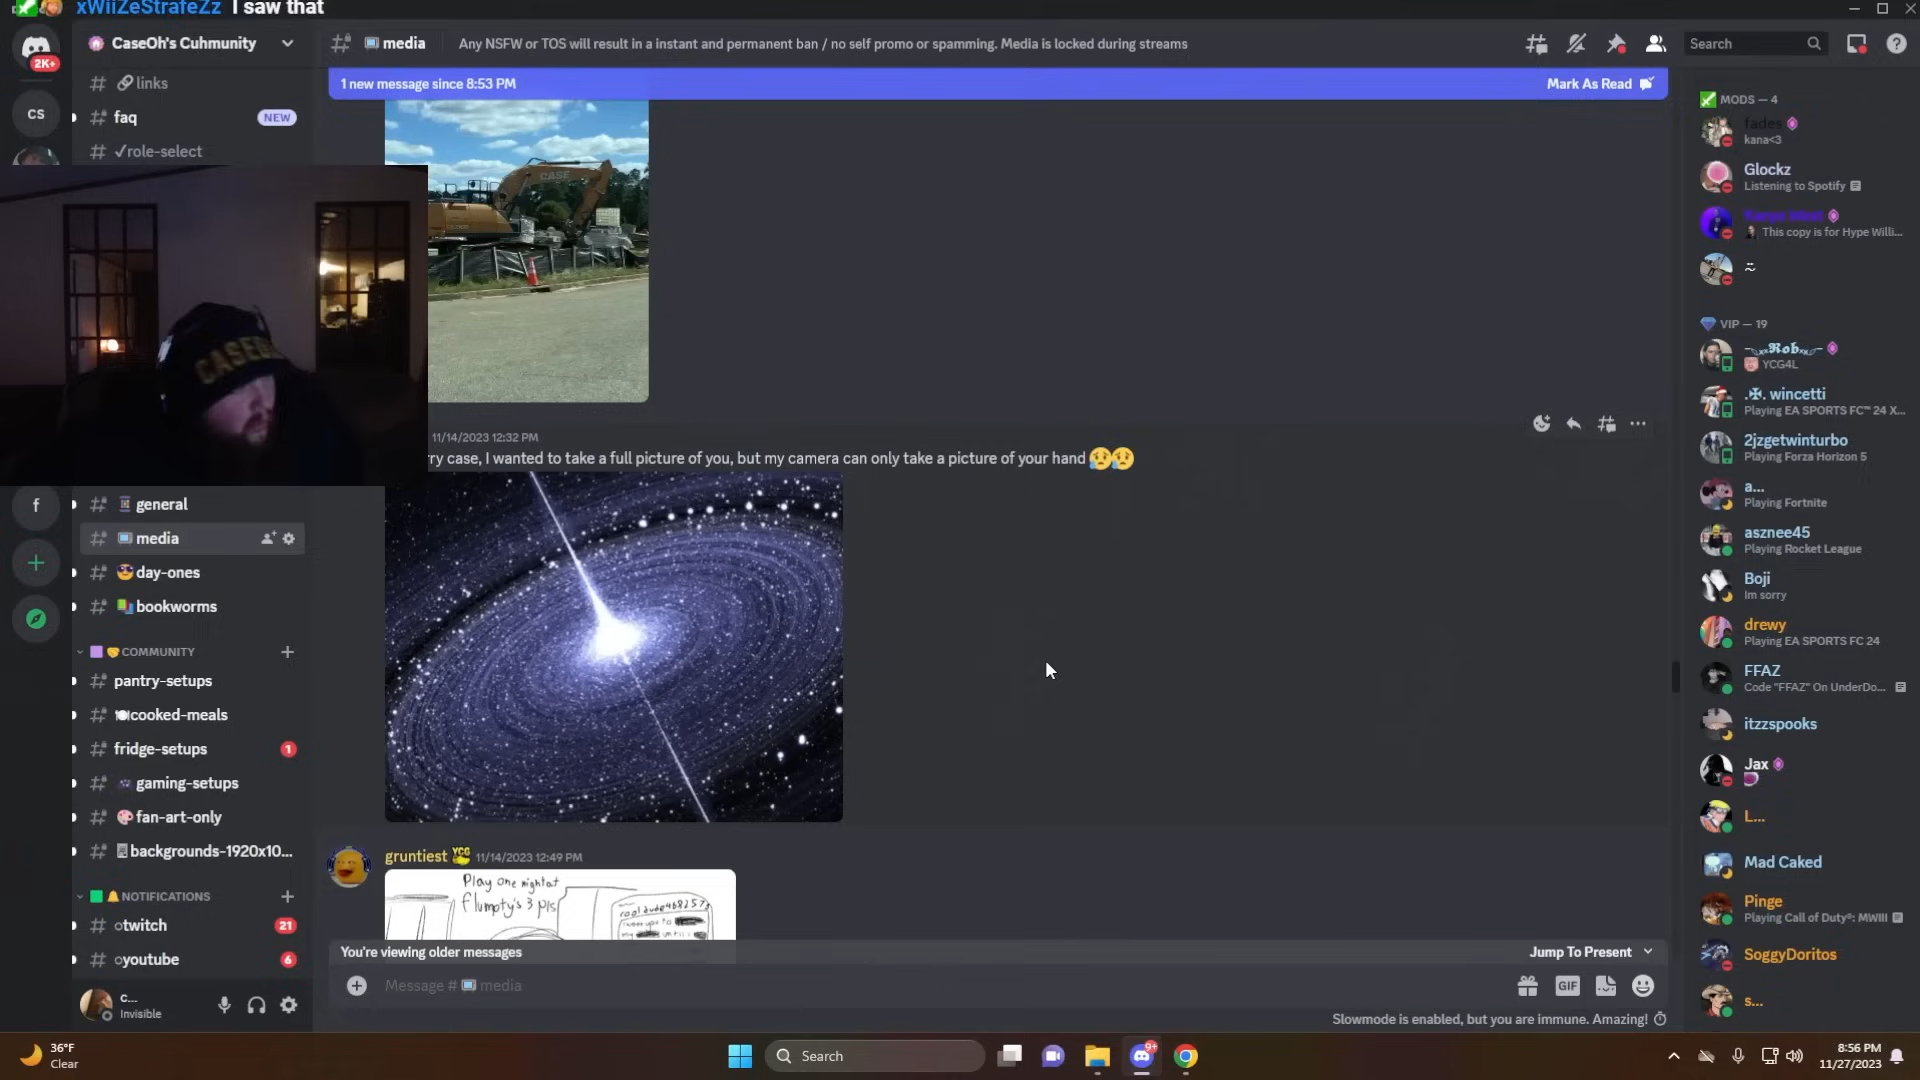 xWiiZeStrafeZz I saw that
2K+
CaseOh's Cuhmunity
media
Any NSFW or TOS will result in a instant and permanent ban / no self promo or spamming. Media is locked during streams
Search
links
1 new message since 8:53 PM
Mark As Read
CS
faq
NEW
✓role-select
CASE
CASEOH
11/14/2023 12:32 PM
ry case, I wanted to take a full picture of you, but my camera can only take a picture of your hand 😥😥
f
general
media
day-ones
bookworms
COMMUNITY
pantry-setups
cooked-meals
fridge-setups
1
gaming-setups
fan-art-only
backgrounds-1920x10...
NOTIFICATIONS
twitch
21
youtube
6
c...
Invisible
gruntiest YCG 11/14/2023 12:49 PM
Play one night at
flumpty's 3 pls
You're viewing older messages
Jump To Present
Message # media
GIF
Slowmode is enabled, but you are immune. Amazing!
MODS — 4
fades
kana<3
Glockz
Listening to Spotify
Kanye West
This copy is for Hype Willi...
VIP — 19
Rob
YCG4L
.✠. wincetti
Playing EA SPORTS FC™ 24 X...
2jzgetwinturbo
Playing Forza Horizon 5
a...
Playing Fortnite
asznee45
Playing Rocket League
Boji
Im sorry
drewy
Playing EA SPORTS FC 24
FFAZ
Code "FFAZ" On UnderDo...
itzzspooks
Jax
L...
Mad Caked
Pinge
Playing Call of Duty®: MWIII
SoggyDoritos
s...
36°F
Clear
Search
9+
8:56 PM
11/27/2023